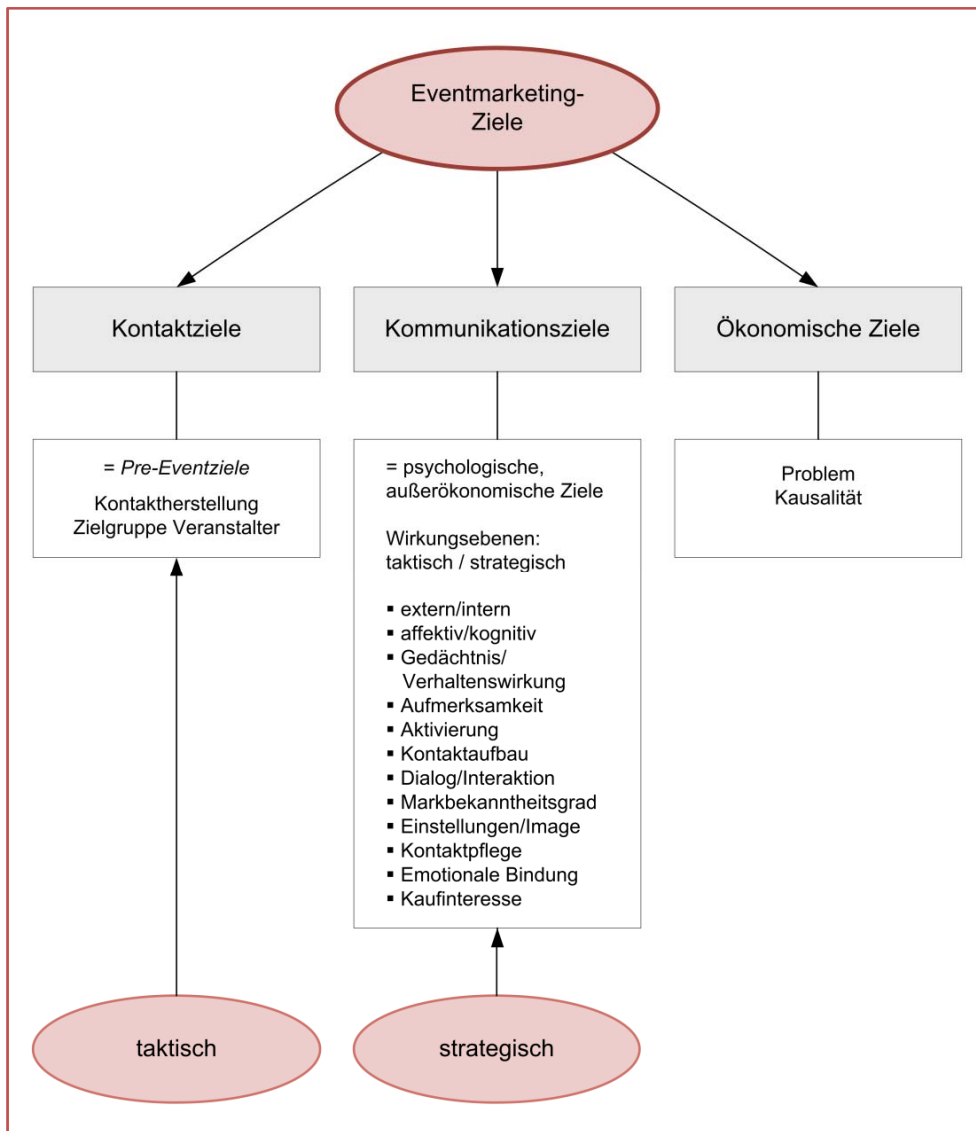 Eventmarketing-
Ziele
Kontaktziele
Kommunikationsziele
Ökonomische Ziele
= Pre-Eventziele
Kontaktherstellung
Zielgruppe Veranstalter
= psychologische,
außerökonomische Ziele
Wirkungsebenen:
taktisch / strategisch
▪ extern/intern
▪ affektiv/kognitiv
▪ Gedächtnis/
Verhaltenswirkung
▪ Aufmerksamkeit
▪ Aktivierung
▪ Kontaktaufbau
▪ Dialog/Interaktion
▪ Markbekanntheitsgrad
▪ Einstellungen/Image
▪ Kontaktpflege
▪ Emotionale Bindung
▪ Kaufinteresse
Problem
Kausalität
taktisch
strategisch